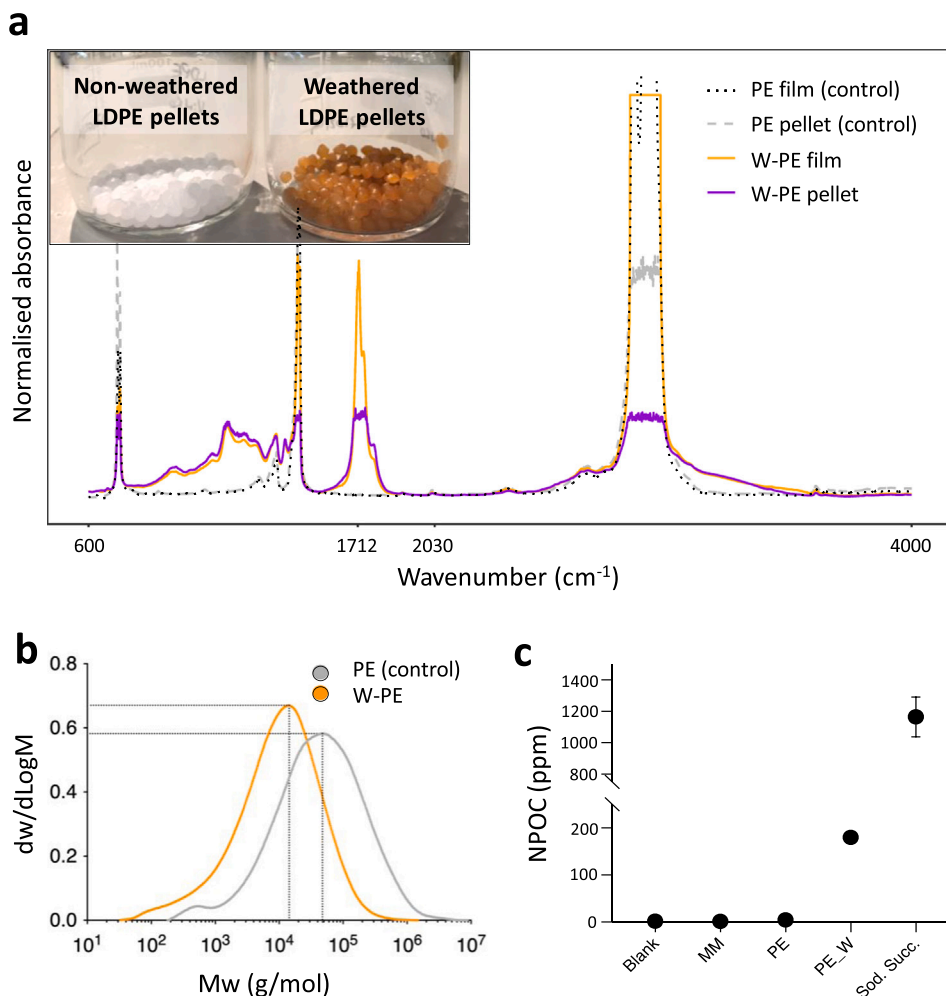 a
Non-weathered
LDPE pellets
Weathered
LDPE pellets
PE film (control)
PE pellet (control)
W-PE film
W-PE pellet
Normalised absorbance
600
1712
2030
4000
Wavenumber (cm-1)
b
0.8
0.6
0.4
0.2
0.0
dw/dLogM
PE (control)
W-PE
10¹
10²
10³
10⁴
10⁵
10⁶
10⁷
Mw (g/mol)
c
1400
1200
1000
800
200
100
0
NPOC (ppm)
Blank
MM
PE
PE_W
Sod. Succ.